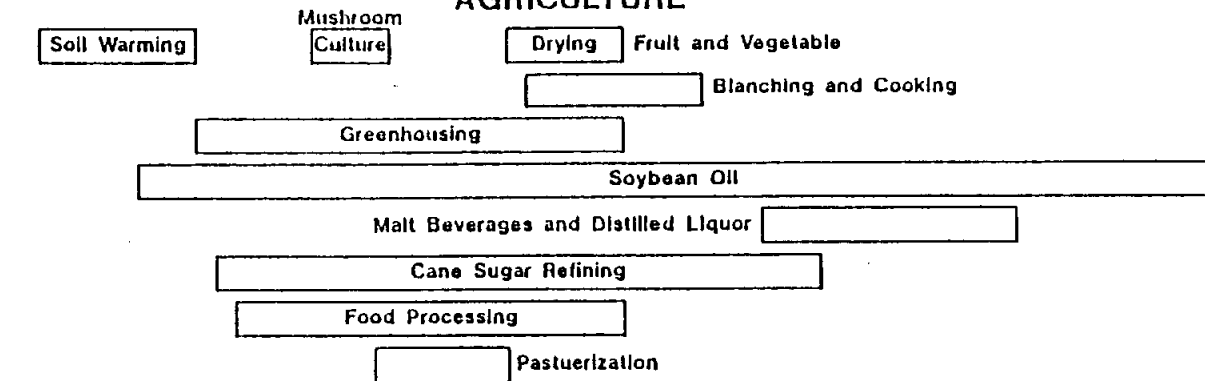 AGRICULTURE
Mushroom
Soil Warming Culture Drying Fruit and Vegetable
Blanching and Cooking
Greenhousing
Soybean Oil
Malt Beverages and Distilled Liquor
Cane Sugar Refining
Food Processing
Pastuerization